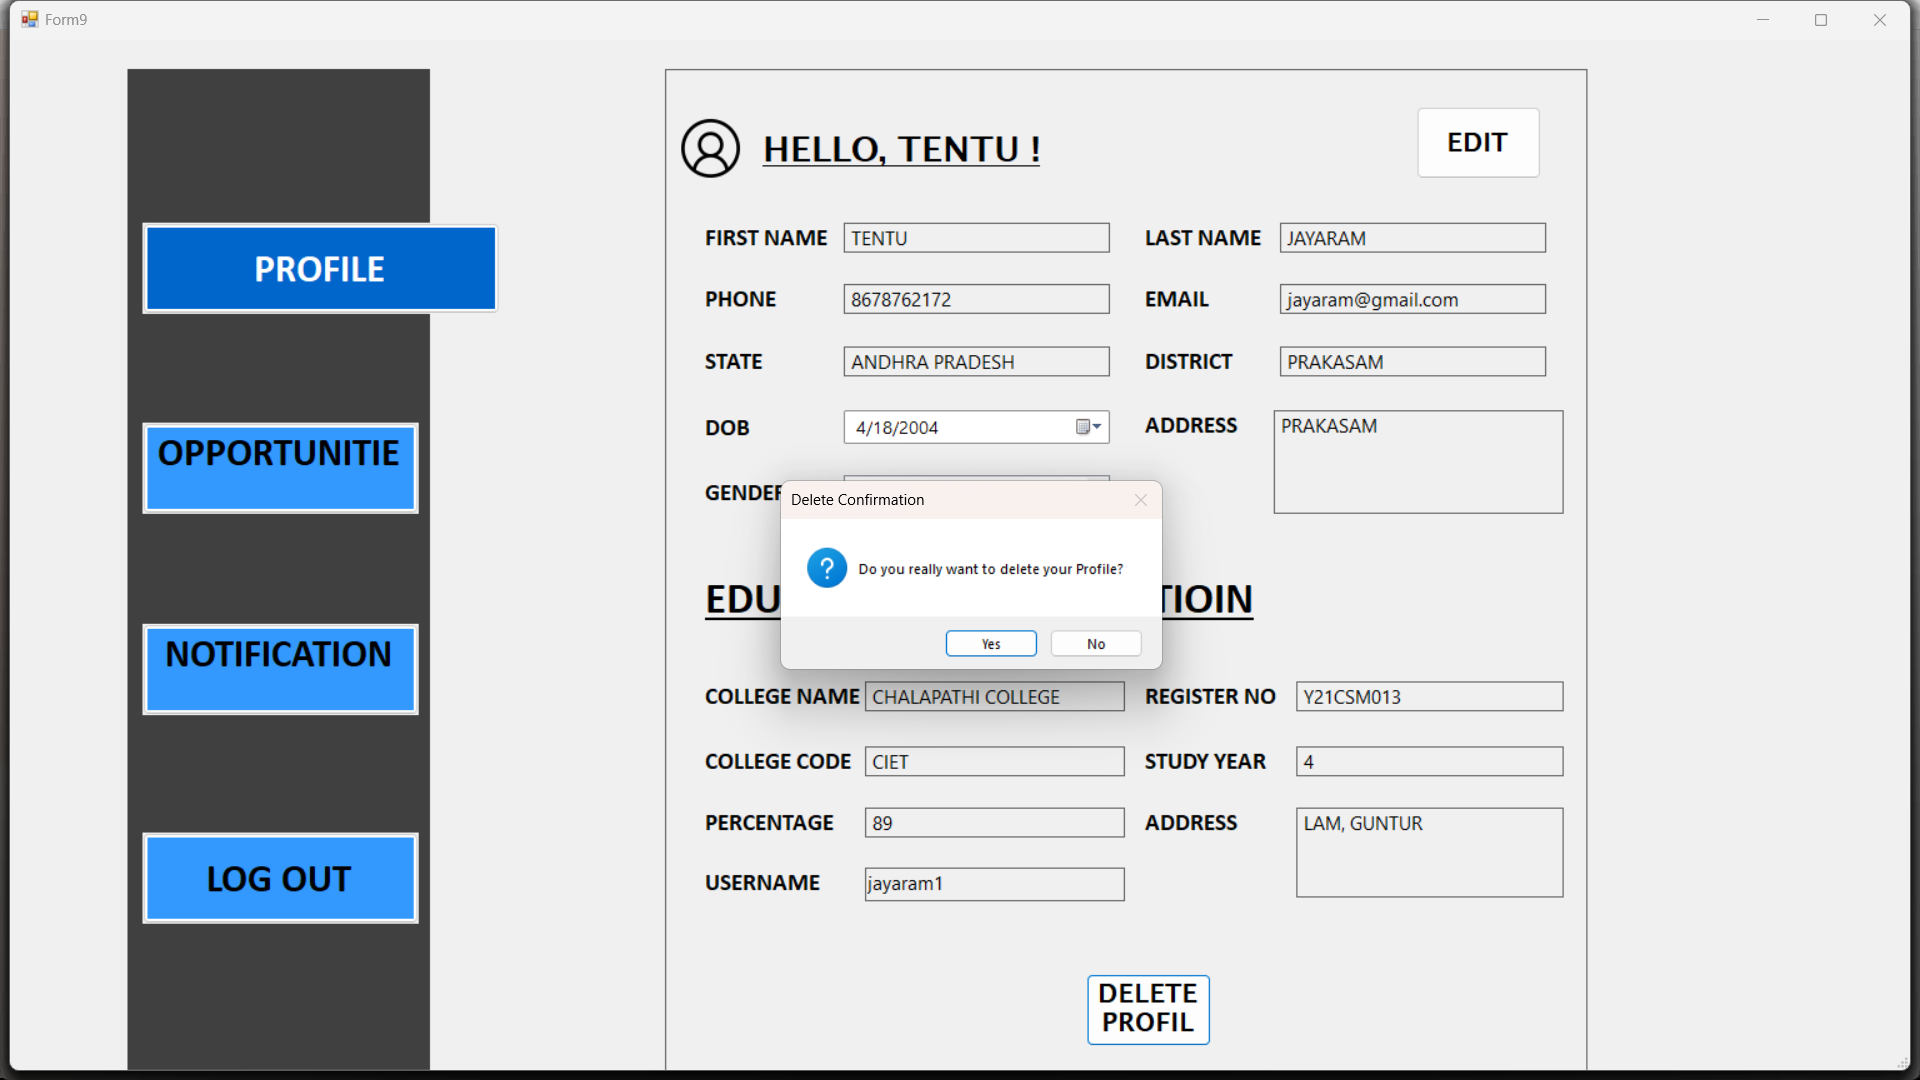 Form9
PROFILE
OPPORTUNITIE
NOTIFICATION
LOG OUT
HELLO, TENTU !
EDIT
FIRST NAME TENTU LAST NAME JAYARAM
PHONE 8678762172 EMAIL jayaram@gmail.com
STATE ANDHRA PRADESH DISTRICT PRAKASAM
DOB 4/18/2004 ADDRESS PRAKASAM
GENDER
Delete Confirmation
Do you really want to delete your Profile?
Yes No
EDU TIOIN
COLLEGE NAME CHALAPATHI COLLEGE REGISTER NO Y21CSM013
COLLEGE CODE CIET STUDY YEAR 4
PERCENTAGE 89 ADDRESS LAM, GUNTUR
USERNAME jayaram1
DELETE
PROFIL